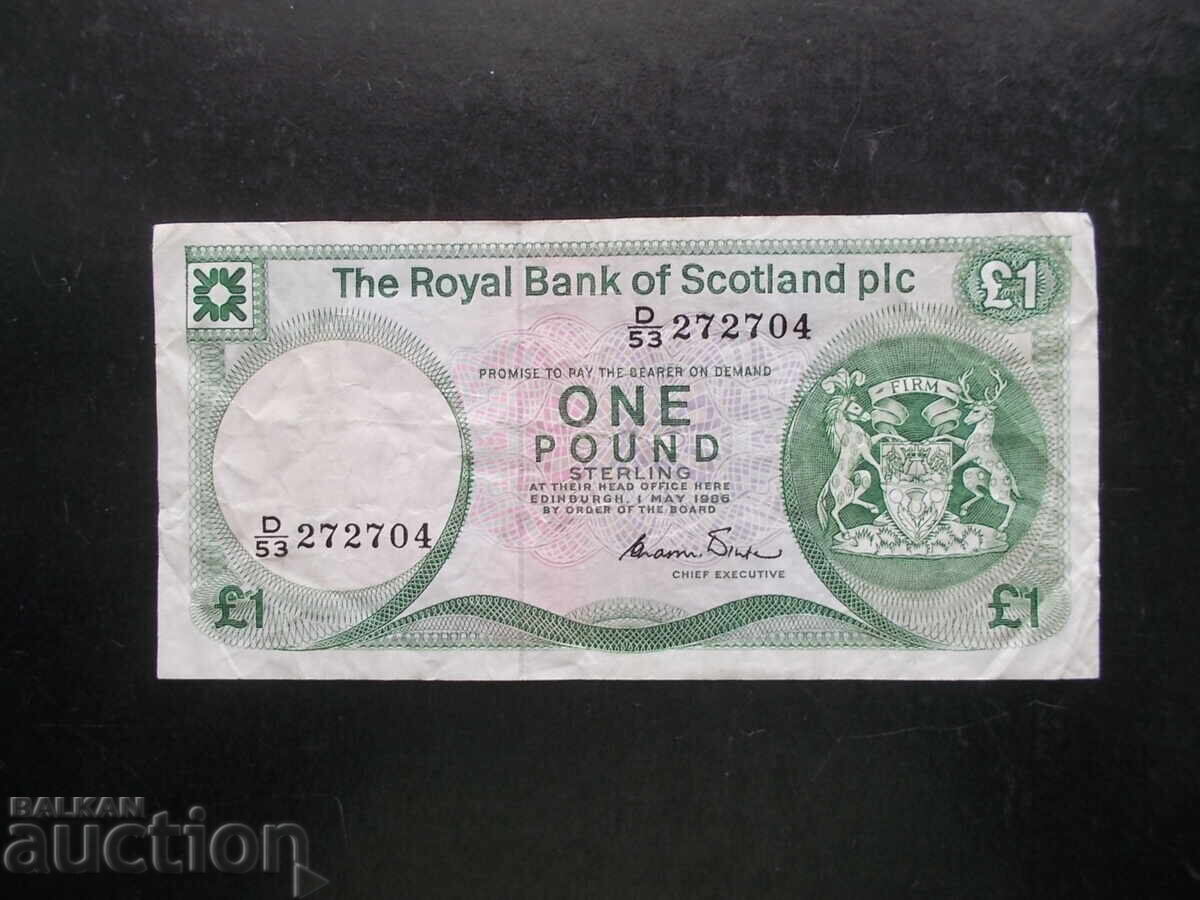 The Royal Bank of Scotland plc
£1
D/53 272704
PROMISE TO PAY THE BEARER ON DEMAND
ONE
POUND
STERLING
AT THEIR HEAD OFFICE HERE
EDINBURGH, 1 MAY 1986
BY ORDER OF THE BOARD
CHIEF EXECUTIVE
FIRM
D/53 272704
£1
£1
BALKAN
auction